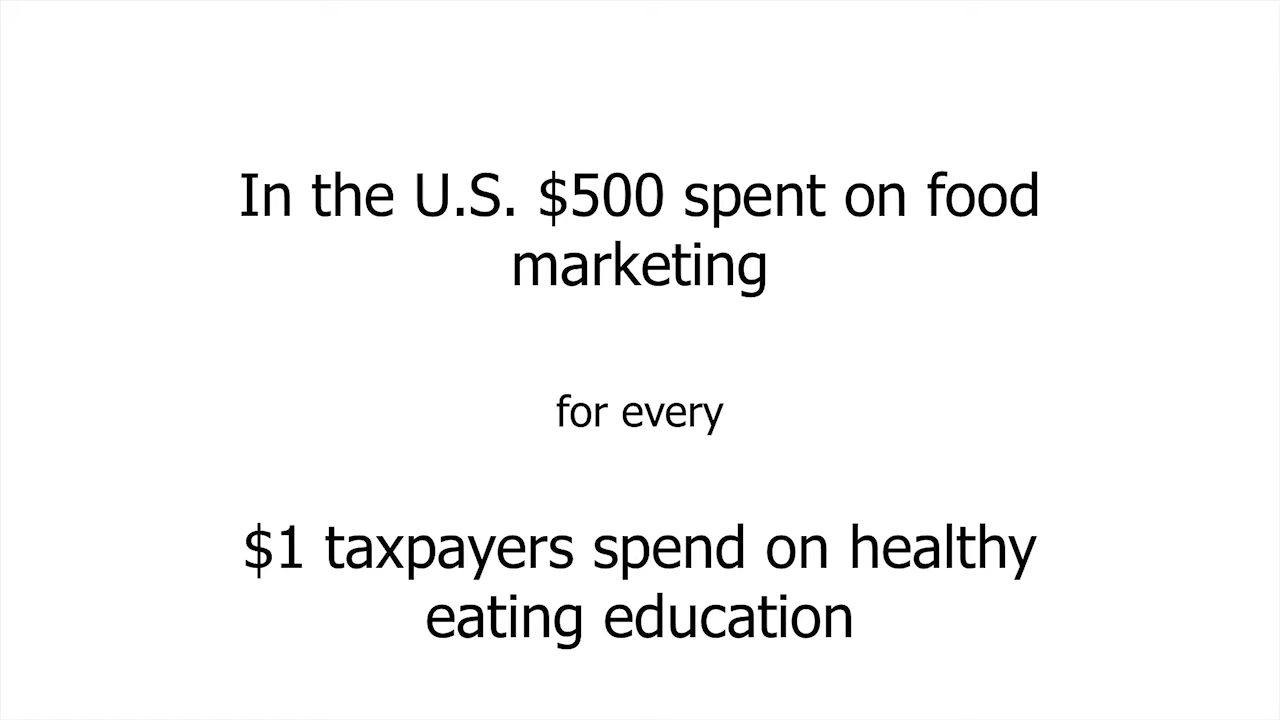 In the U.S. $500 spent on food
marketing
for every
$1 taxpayers spend on healthy
eating education